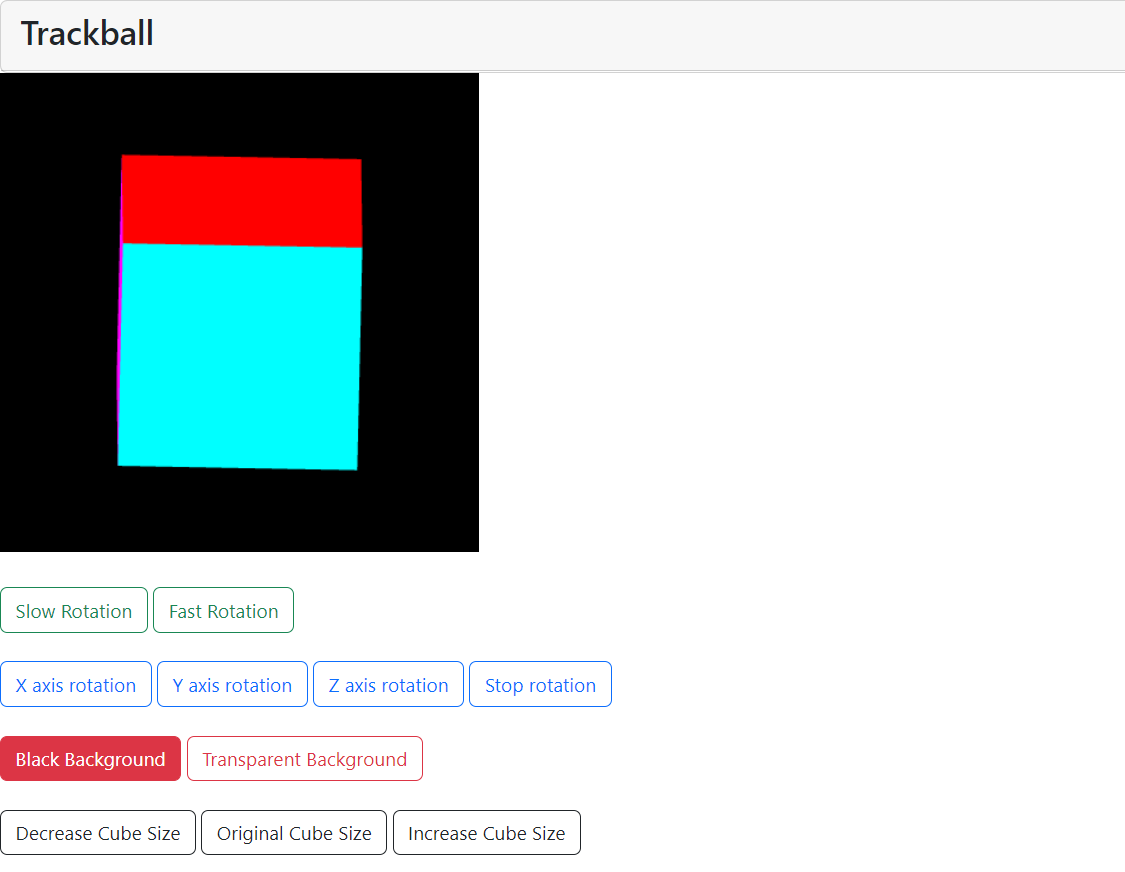 Trackball
Slow Rotation Fast Rotation
X axis rotation Y axis rotation Z axis rotation Stop rotation
Black Background Transparent Background
Decrease Cube Size Original Cube Size Increase Cube Size